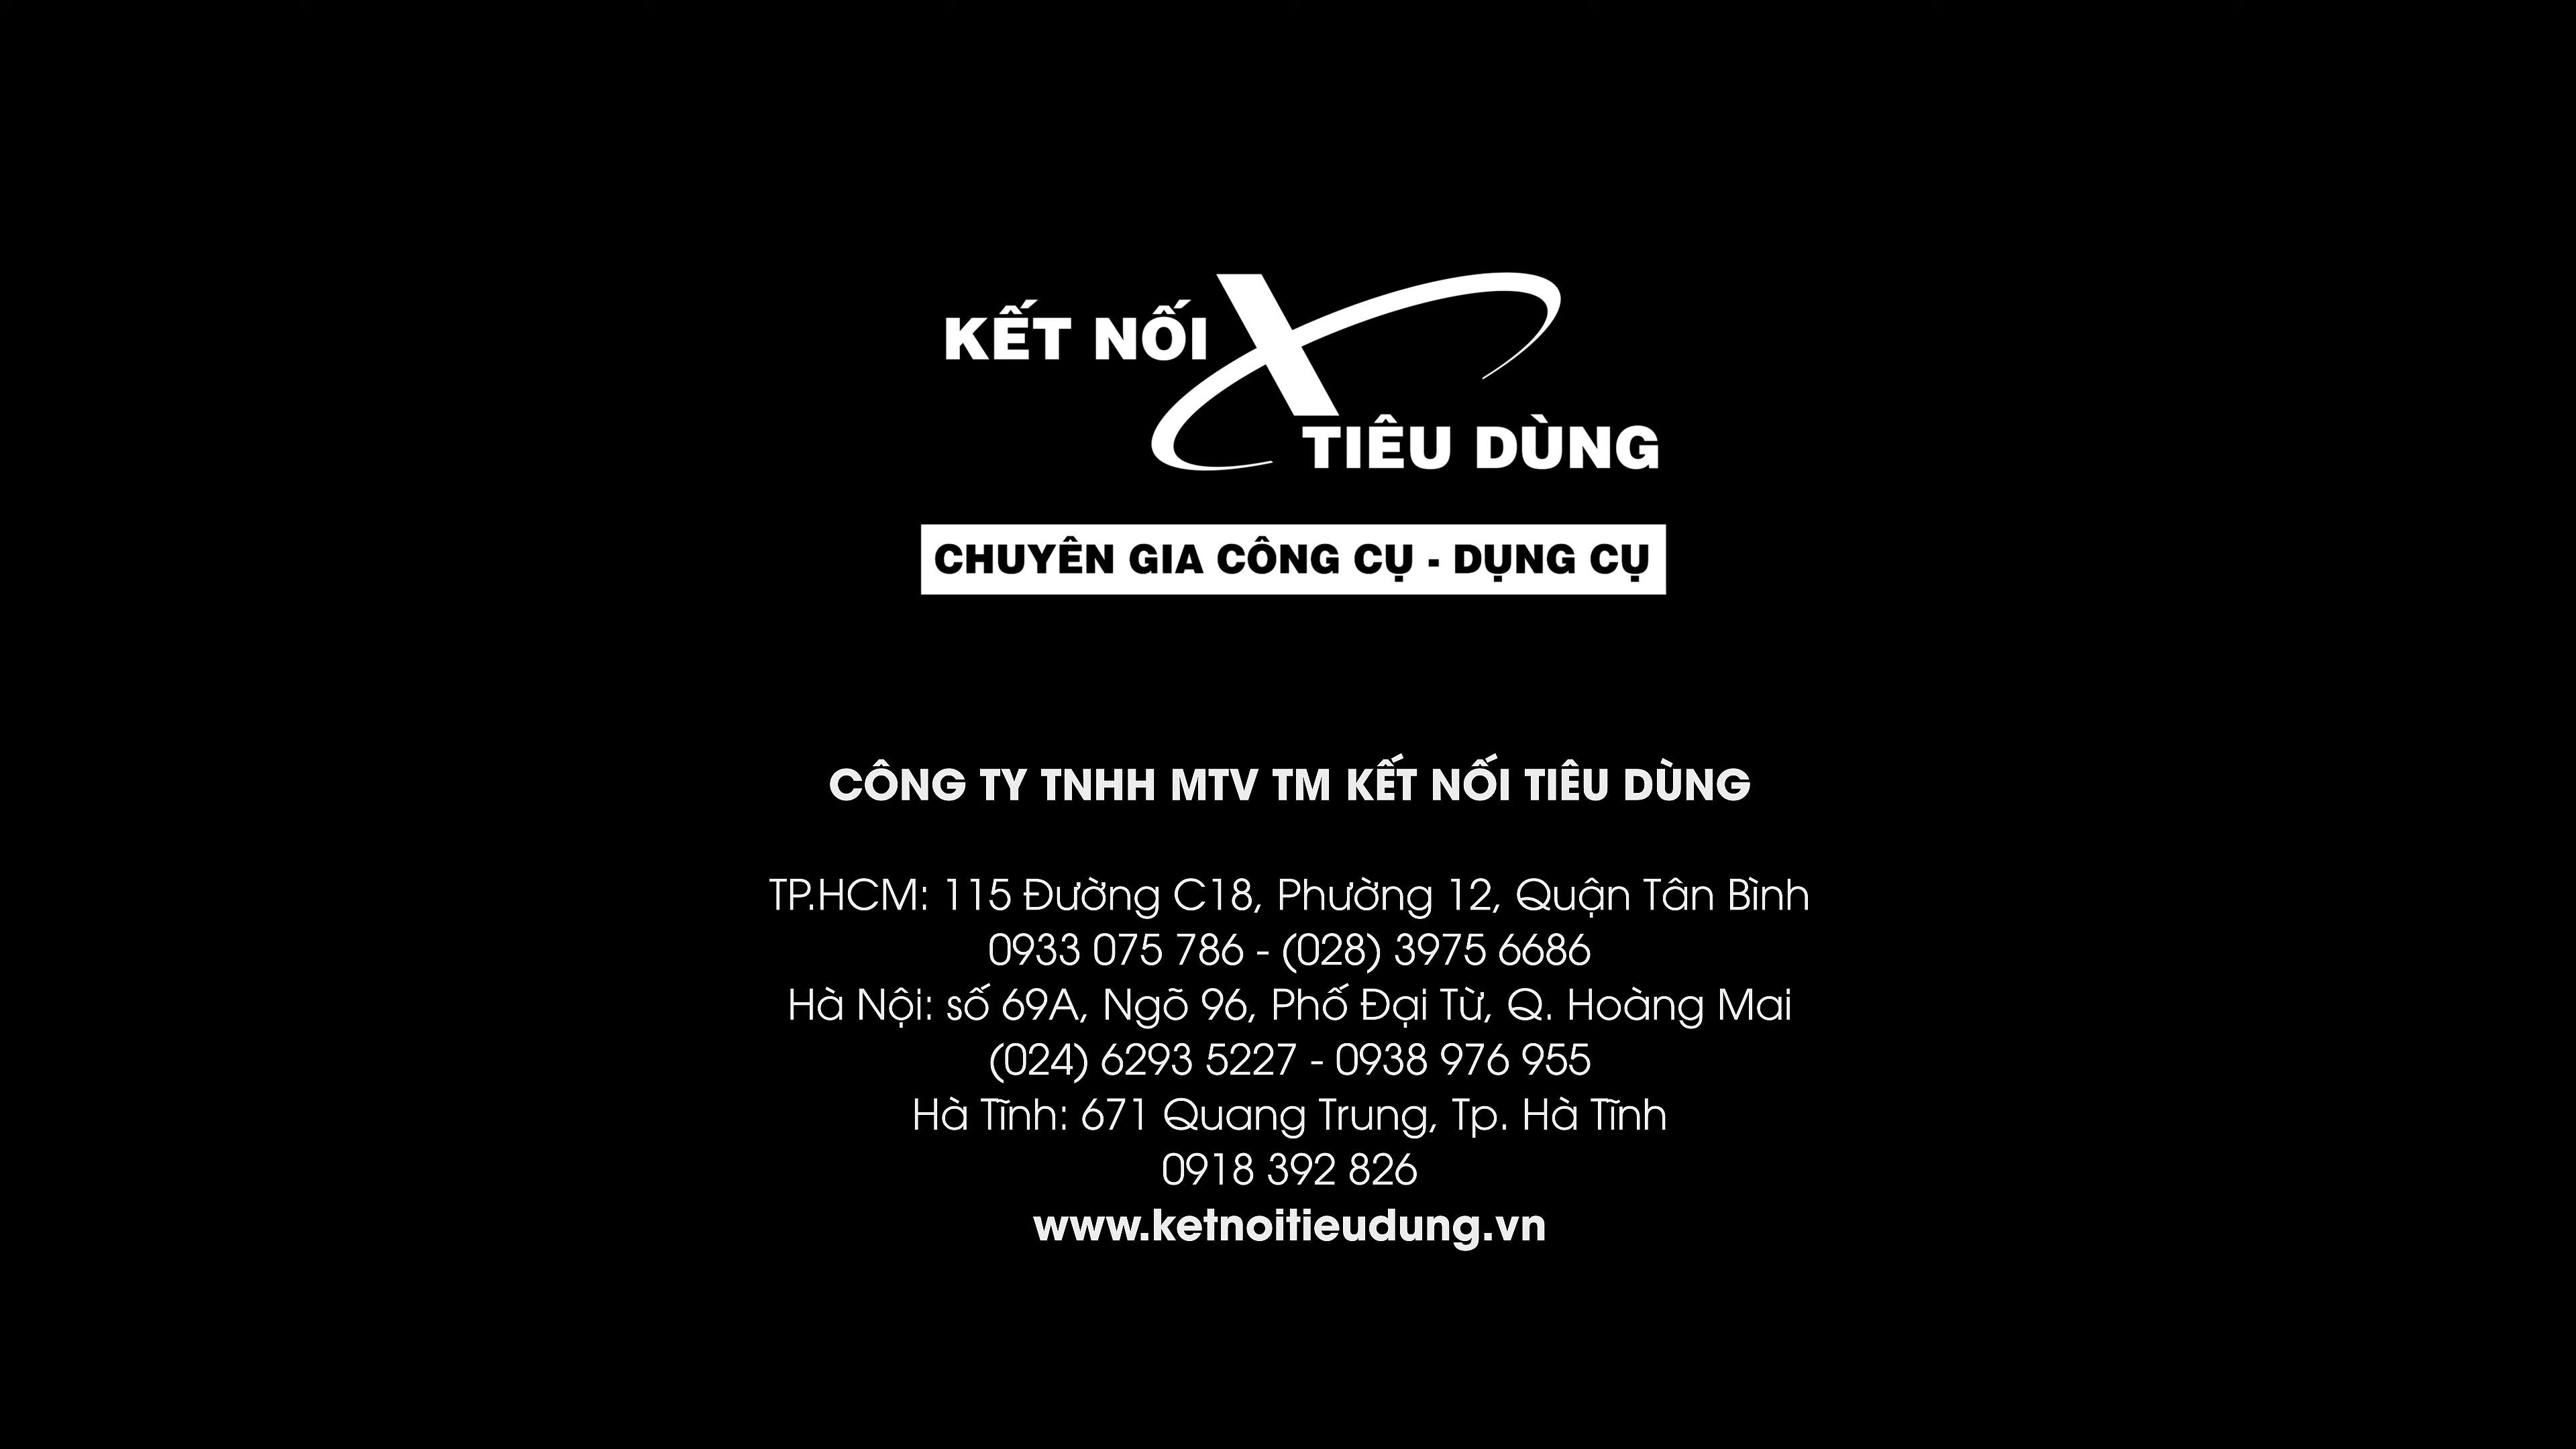 KẾT NỐI
TIÊU DÙNG
CHUYÊN GIA CÔNG CỤ - DỤNG CỤ
CÔNG TY TNHH MTV TM KẾT NỐI TIÊU DÙNG
TP.HCM: 115 Đường C18, Phường 12, Quận Tân Bình
0933 075 786 - (028) 3975 6686
Hà Nội: số 69A, Ngõ 96, Phố Đại Từ, Q. Hoàng Mai
(024) 6293 5227 - 0938 976 955
Hà Tĩnh: 671 Quang Trung, Tp. Hà Tĩnh
0918 392 826
www.ketnoitieudung.vn